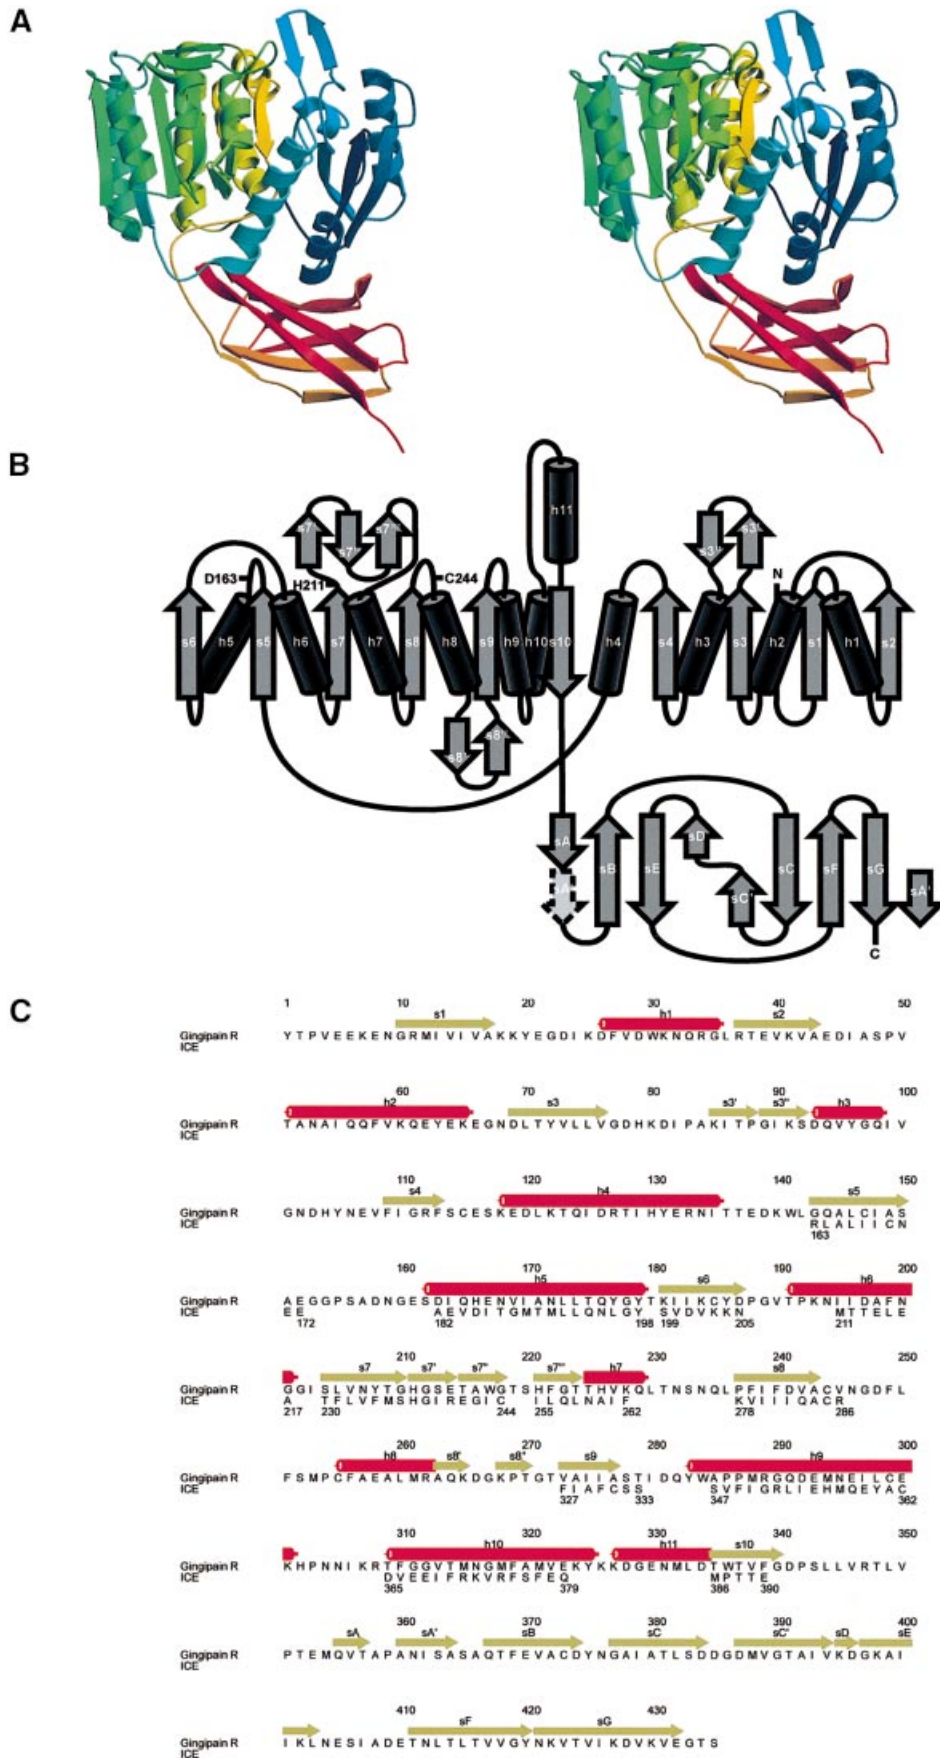 A
B
h11
s7' s7'' s7''' s3'' s3'
D163 H211 C244 N
s6 h5 s5 h6 s7 h7 s8 h8 s9 h9 h10 s10 h4 s4 h3 s3 h2 s1 h1 s2
s8' s8''
sA sB sE sD sC sF sG
sA' sC' sA'
C
C
1 10 20 30 40 50
s1 h1 s2
Gingipain R Y T P V E E K E N G R M I V I V A K K Y E G D I K D F V D W K N Q R G L R T E V K V A E D I A S P V
ICE
60 70 80 90 100
h2 s3 s3' s3'' h3
Gingipain R T A N A I Q Q F V K Q E Y E K E G N D L T Y V L L V G D H K D I P A K I T P G I K S D Q V Y G Q I V
ICE
110 120 130 140 150
s4 h4 s5
Gingipain R G N D H Y N E V F I G R F S C E S K E D L K T Q I D R T I H Y E R N I T T E D K W L G Q A L C I A S
ICE R L A L I I C N
163
160 170 180 190 200
h5 s6 h6
Gingipain R A E G G P S A D N G E S D I Q H E N V I A N L L T Q Y G Y T K I I K C Y D P G V T P K N I I D A F N
ICE E E A E V D I T G M T M L L Q N L G Y S V D V K K N M T T E L E
172 182 198 199 205 211
210 220 230 240 250
s7 s7' s7'' s7''' h7 s8
Gingipain R G G I S L V N Y T G H G S E T A W G T S H F G T T H V K Q L T N S N Q L P F I F D V A C V N G D F L
ICE A T F L V F M S H G I R E G I C I L Q L N A I F K V I I I Q A C R
217 230 244 255 262 278 286
260 270 280 290 300
h8 s8' s8'' s9 h9
Gingipain R F S M P C F A E A L M R A Q K D G K P T G T V A I I A S T I D Q Y W A P P M R G Q D E M N E I L C E
ICE F I A F C S S S V F I G R L I E H M Q E Y A C
327 333 347 362
310 320 330 340 350
h10 h11 s10
Gingipain R K H P N N I K R T F G G V T M N G M F A M V E K Y K K D G E N M L D T W T V F G D P S L L V R T L V
ICE D V E E I F R K V R F S F E Q M P T T E
365 379 386 390
360 370 380 390 400
sA sA' sB sC sC' sD sE
Gingipain R P T E M Q V T A P A N I S A S A Q T F E V A C D Y N G A I A T L S D D G D M V G T A I V K D G K A I
ICE
410 420 430
sF sG
Gingipain R I K L N E S I A D E T N L T L T V V G Y N K V T V I K D V K V E G T S
ICE